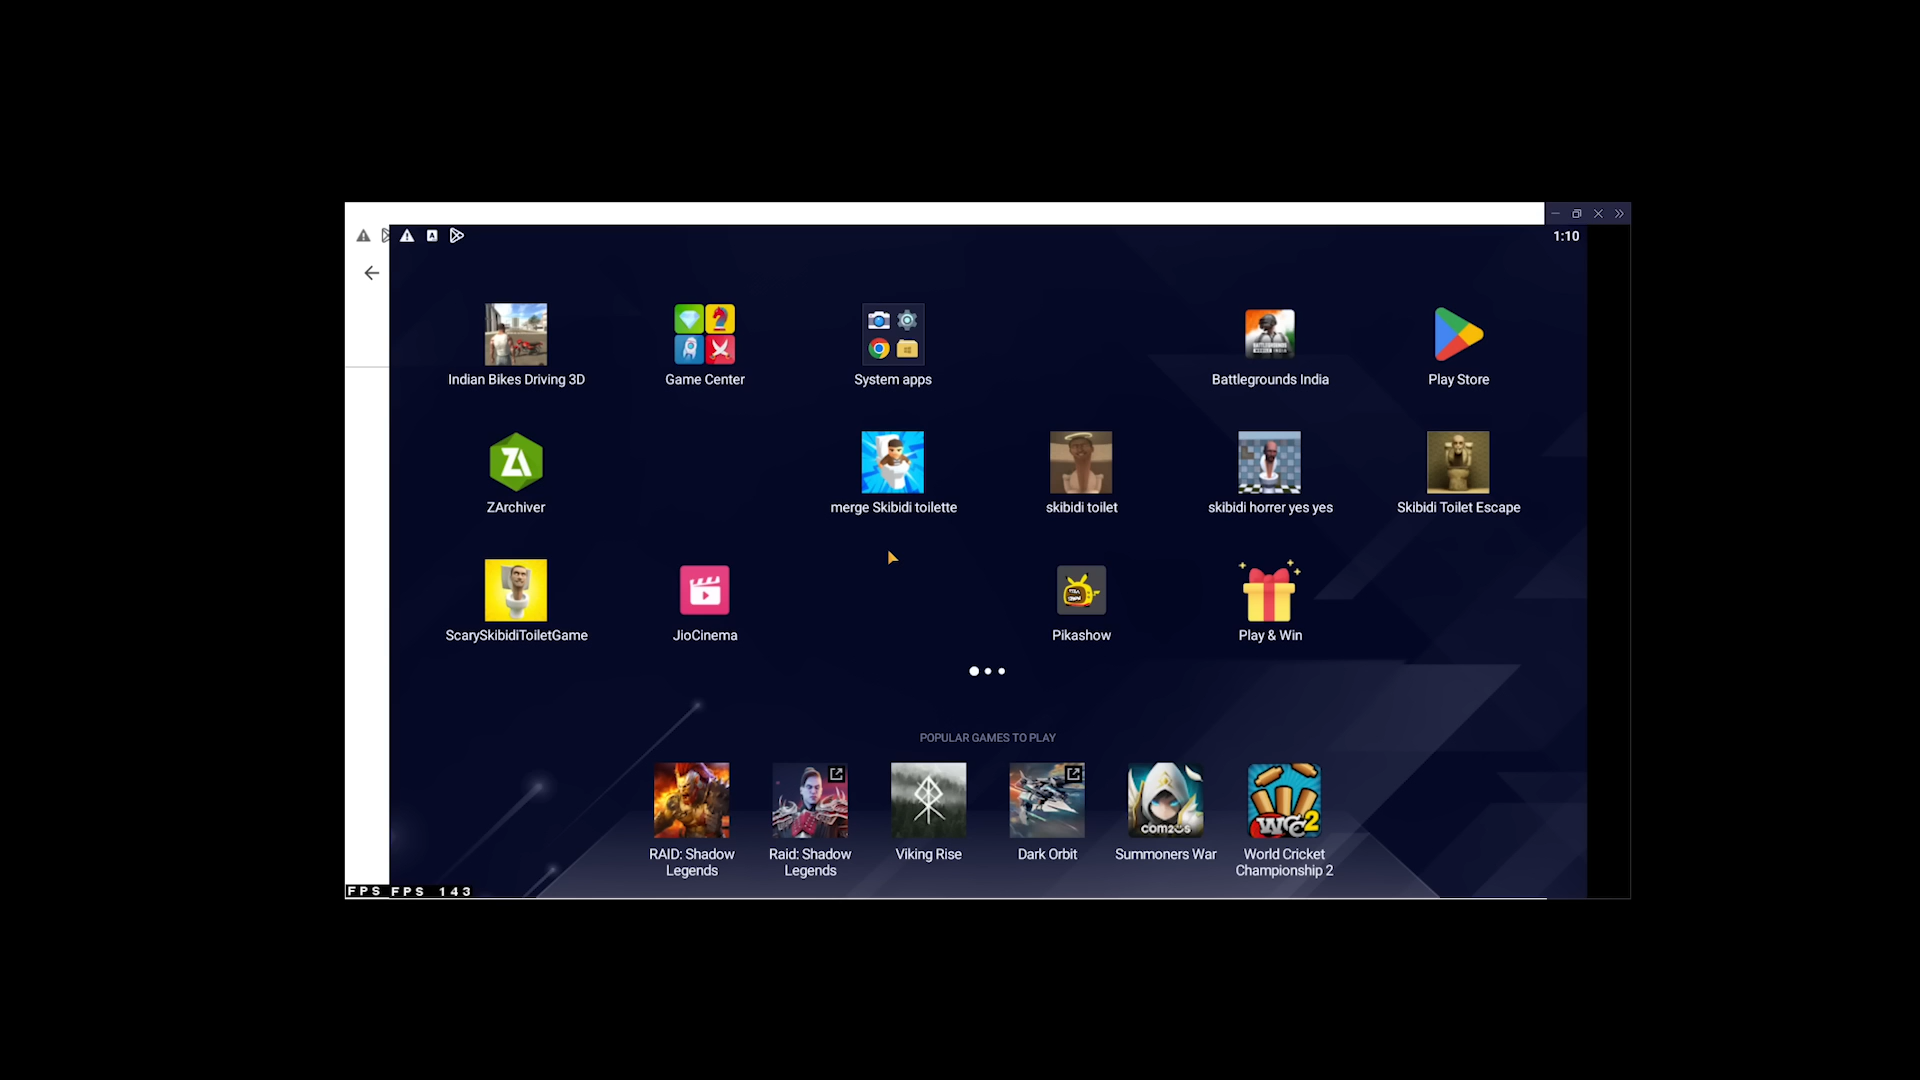 1:10
Indian Bikes Driving 3D
Game Center
System apps
Battlegrounds India
Play Store
ZArchiver
merge Skibidi toilette
skibidi toilet
skibidi horrer yes yes
Skibidi Toilet Escape
ScarySkibidiToiletGame
JioCinema
Pikashow
Play & Win
POPULAR GAMES TO PLAY
com2us
WCC2
RAID: Shadow
Legends
Raid: Shadow
Legends
Viking Rise
Dark Orbit
Summoners War
World Cricket
Championship 2
FPS FPS 143